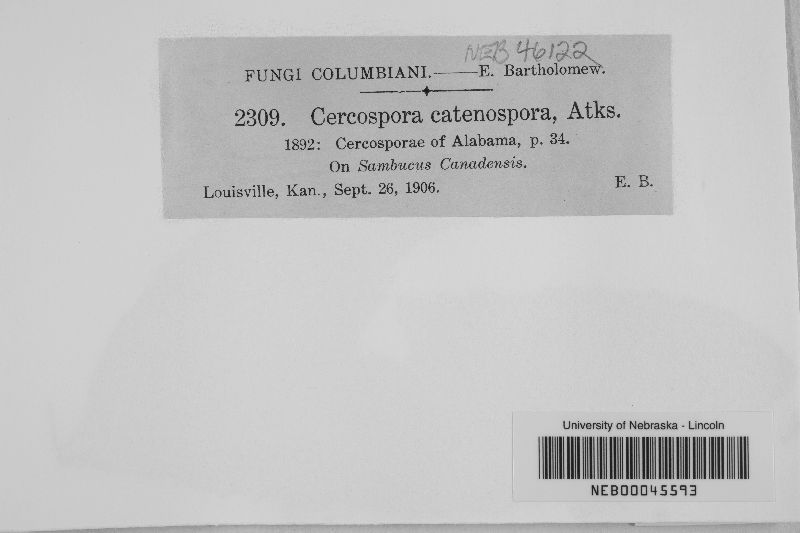 NEB 46122
FUNGI COLUMBIANI.——E. Bartholomew.
2309. Cercospora catenospora, Atks.
1892: Cercosporae of Alabama, p. 34.
On Sambucus Canadensis.
Louisville, Kan., Sept. 26, 1906. E. B.
University of Nebraska - Lincoln
NEB00045593